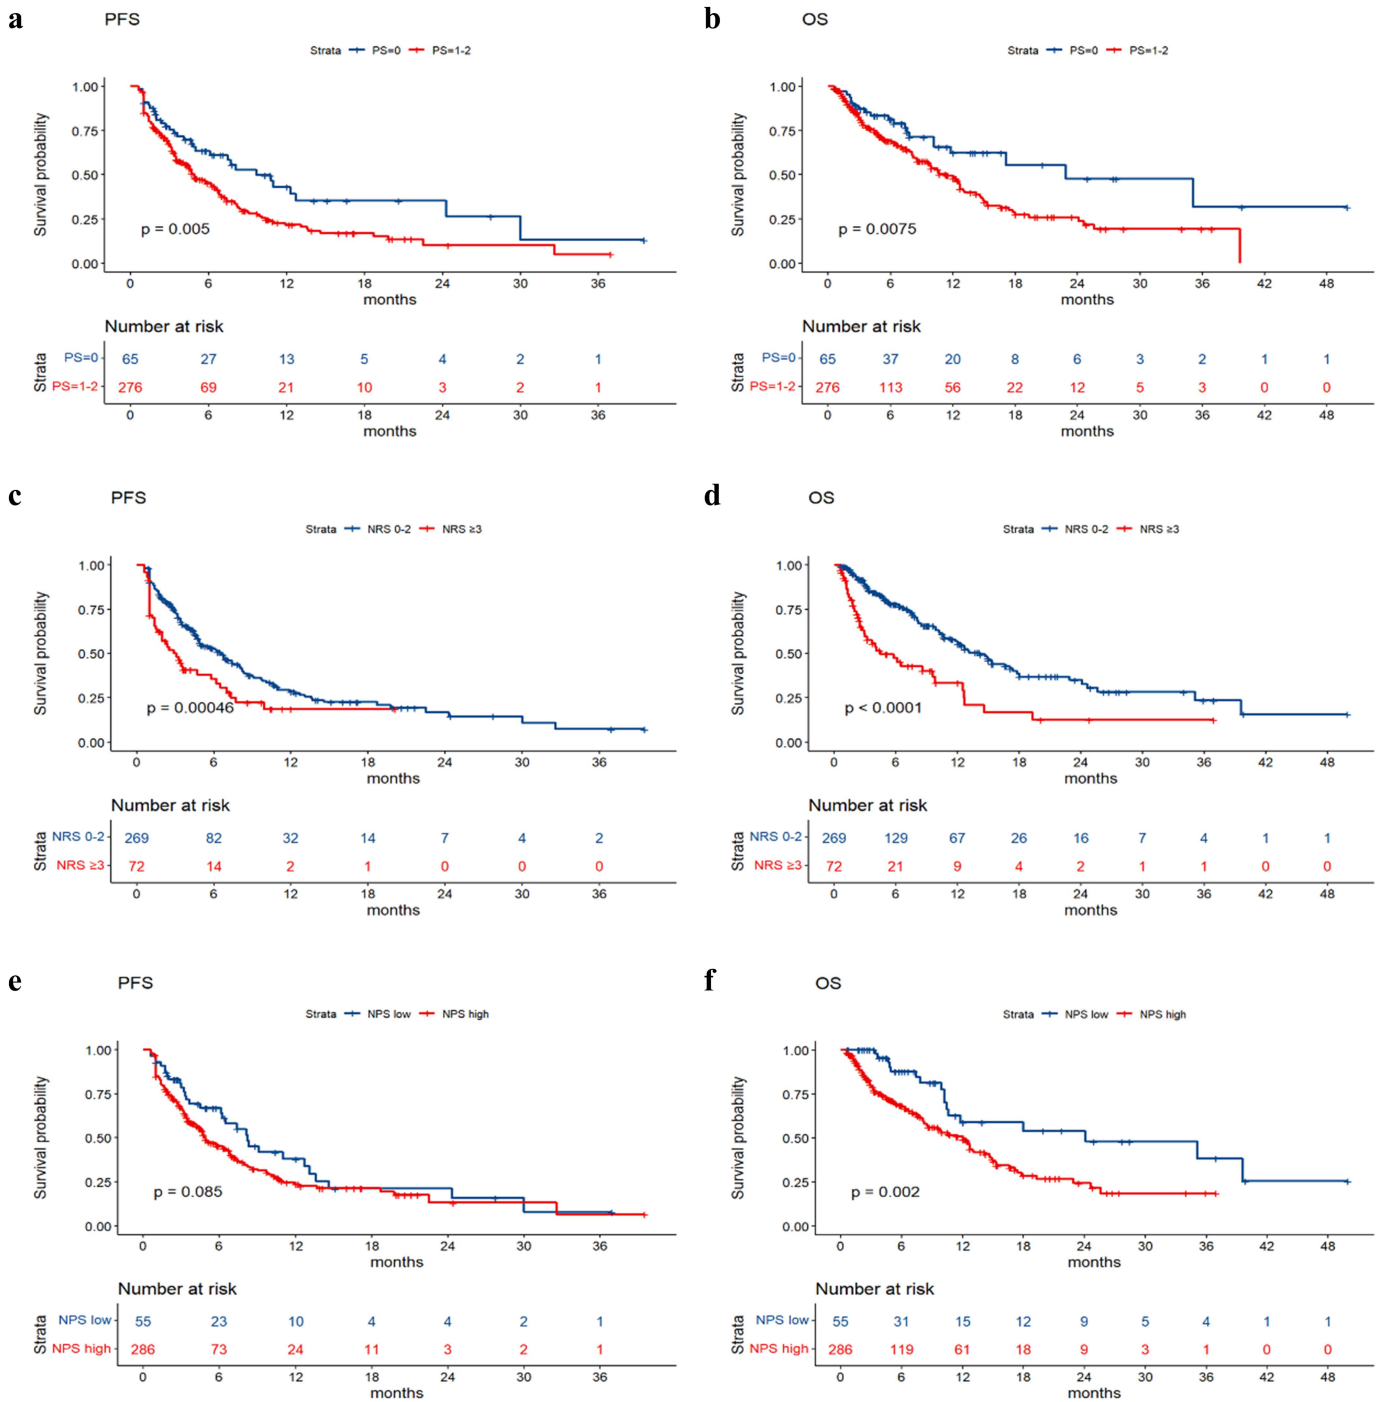 a PFS
Strata PS=0 PS=1-2
Survival probability
1.00
0.75
0.50
0.25
0.00
p = 0.005
0 6 12 18 24 30 36
months
Number at risk
Strata
PS=0 65 27 13 5 4 2 1
PS=1-2 276 69 21 10 3 2 1
0 6 12 18 24 30 36
months
b OS
Strata PS=0 PS=1-2
Survival probability
1.00
0.75
0.50
0.25
0.00
p = 0.0075
0 6 12 18 24 30 36 42 48
months
Number at risk
Strata
PS=0 65 37 20 8 6 3 2 1 1
PS=1-2 276 113 56 22 12 5 3 0 0
0 6 12 18 24 30 36 42 48
months
c PFS
Strata NRS 0-2 NRS ≥3
Survival probability
1.00
0.75
0.50
0.25
0.00
p = 0.00046
0 6 12 18 24 30 36
months
Number at risk
Strata
NRS 0-2 269 82 32 14 7 4 2
NRS ≥3 72 14 2 1 0 0 0
0 6 12 18 24 30 36
months
d OS
Strata NRS 0-2 NRS ≥3
Survival probability
1.00
0.75
0.50
0.25
0.00
p < 0.0001
0 6 12 18 24 30 36 42 48
months
Number at risk
Strata
NRS 0-2 269 129 67 26 16 7 4 1 1
NRS ≥3 72 21 9 4 2 1 1 0 0
0 6 12 18 24 30 36 42 48
months
e PFS
Strata NPS low NPS high
Survival probability
1.00
0.75
0.50
0.25
0.00
p = 0.085
0 6 12 18 24 30 36
months
Number at risk
Strata
NPS low 55 23 10 4 4 2 1
NPS high 286 73 24 11 3 2 1
0 6 12 18 24 30 36
months
f OS
Strata NPS low NPS high
Survival probability
1.00
0.75
0.50
0.25
0.00
p = 0.002
0 6 12 18 24 30 36 42 48
months
Number at risk
Strata
NPS low 55 31 15 12 9 5 4 1 1
NPS high 286 119 61 18 9 3 1 0 0
0 6 12 18 24 30 36 42 48
months